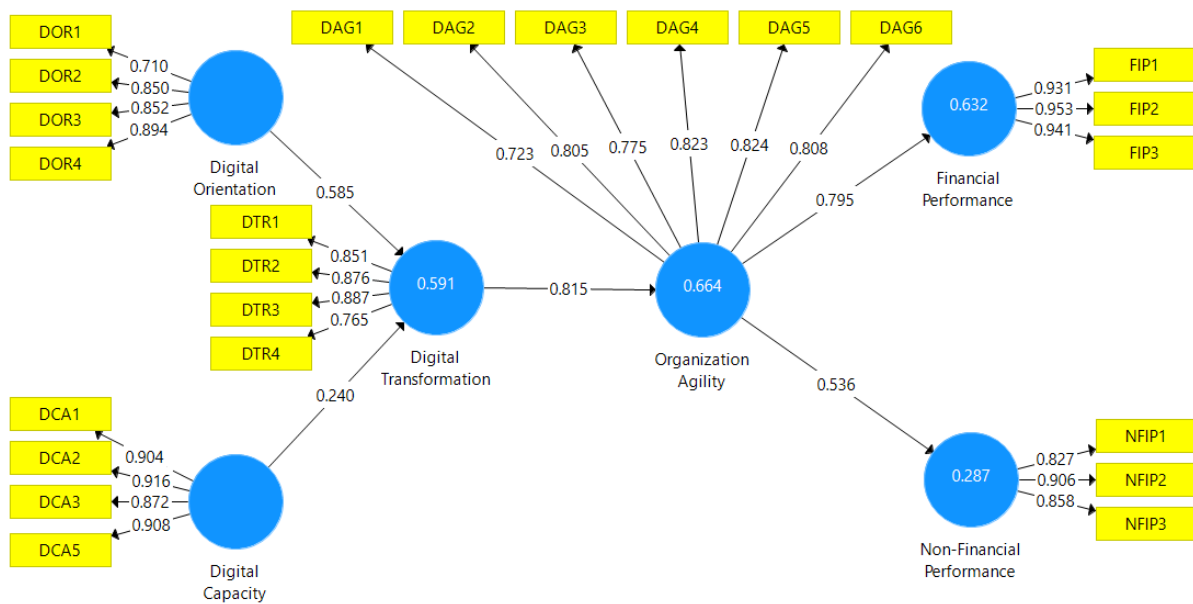 DOR1
DOR2
DOR3
DOR4
0.710
0.850
0.852
0.894
Digital
Orientation
0.585
DAG1
DAG2
DAG3
DAG4
DAG5
DAG6
0.723
0.805
0.775
0.823
0.824
0.808
0.632
Financial
Performance
0.931
0.953
0.941
FIP1
FIP2
FIP3
0.795
DTR1
DTR2
DTR3
DTR4
0.851
0.876
0.887
0.765
0.591
Digital
Transformation
0.815
0.664
Organization
Agility
0.536
0.240
DCA1
DCA2
DCA3
DCA5
0.904
0.916
0.872
0.908
Digital
Capacity
0.287
Non-Financial
Performance
0.827
0.906
0.858
NFIP1
NFIP2
NFIP3